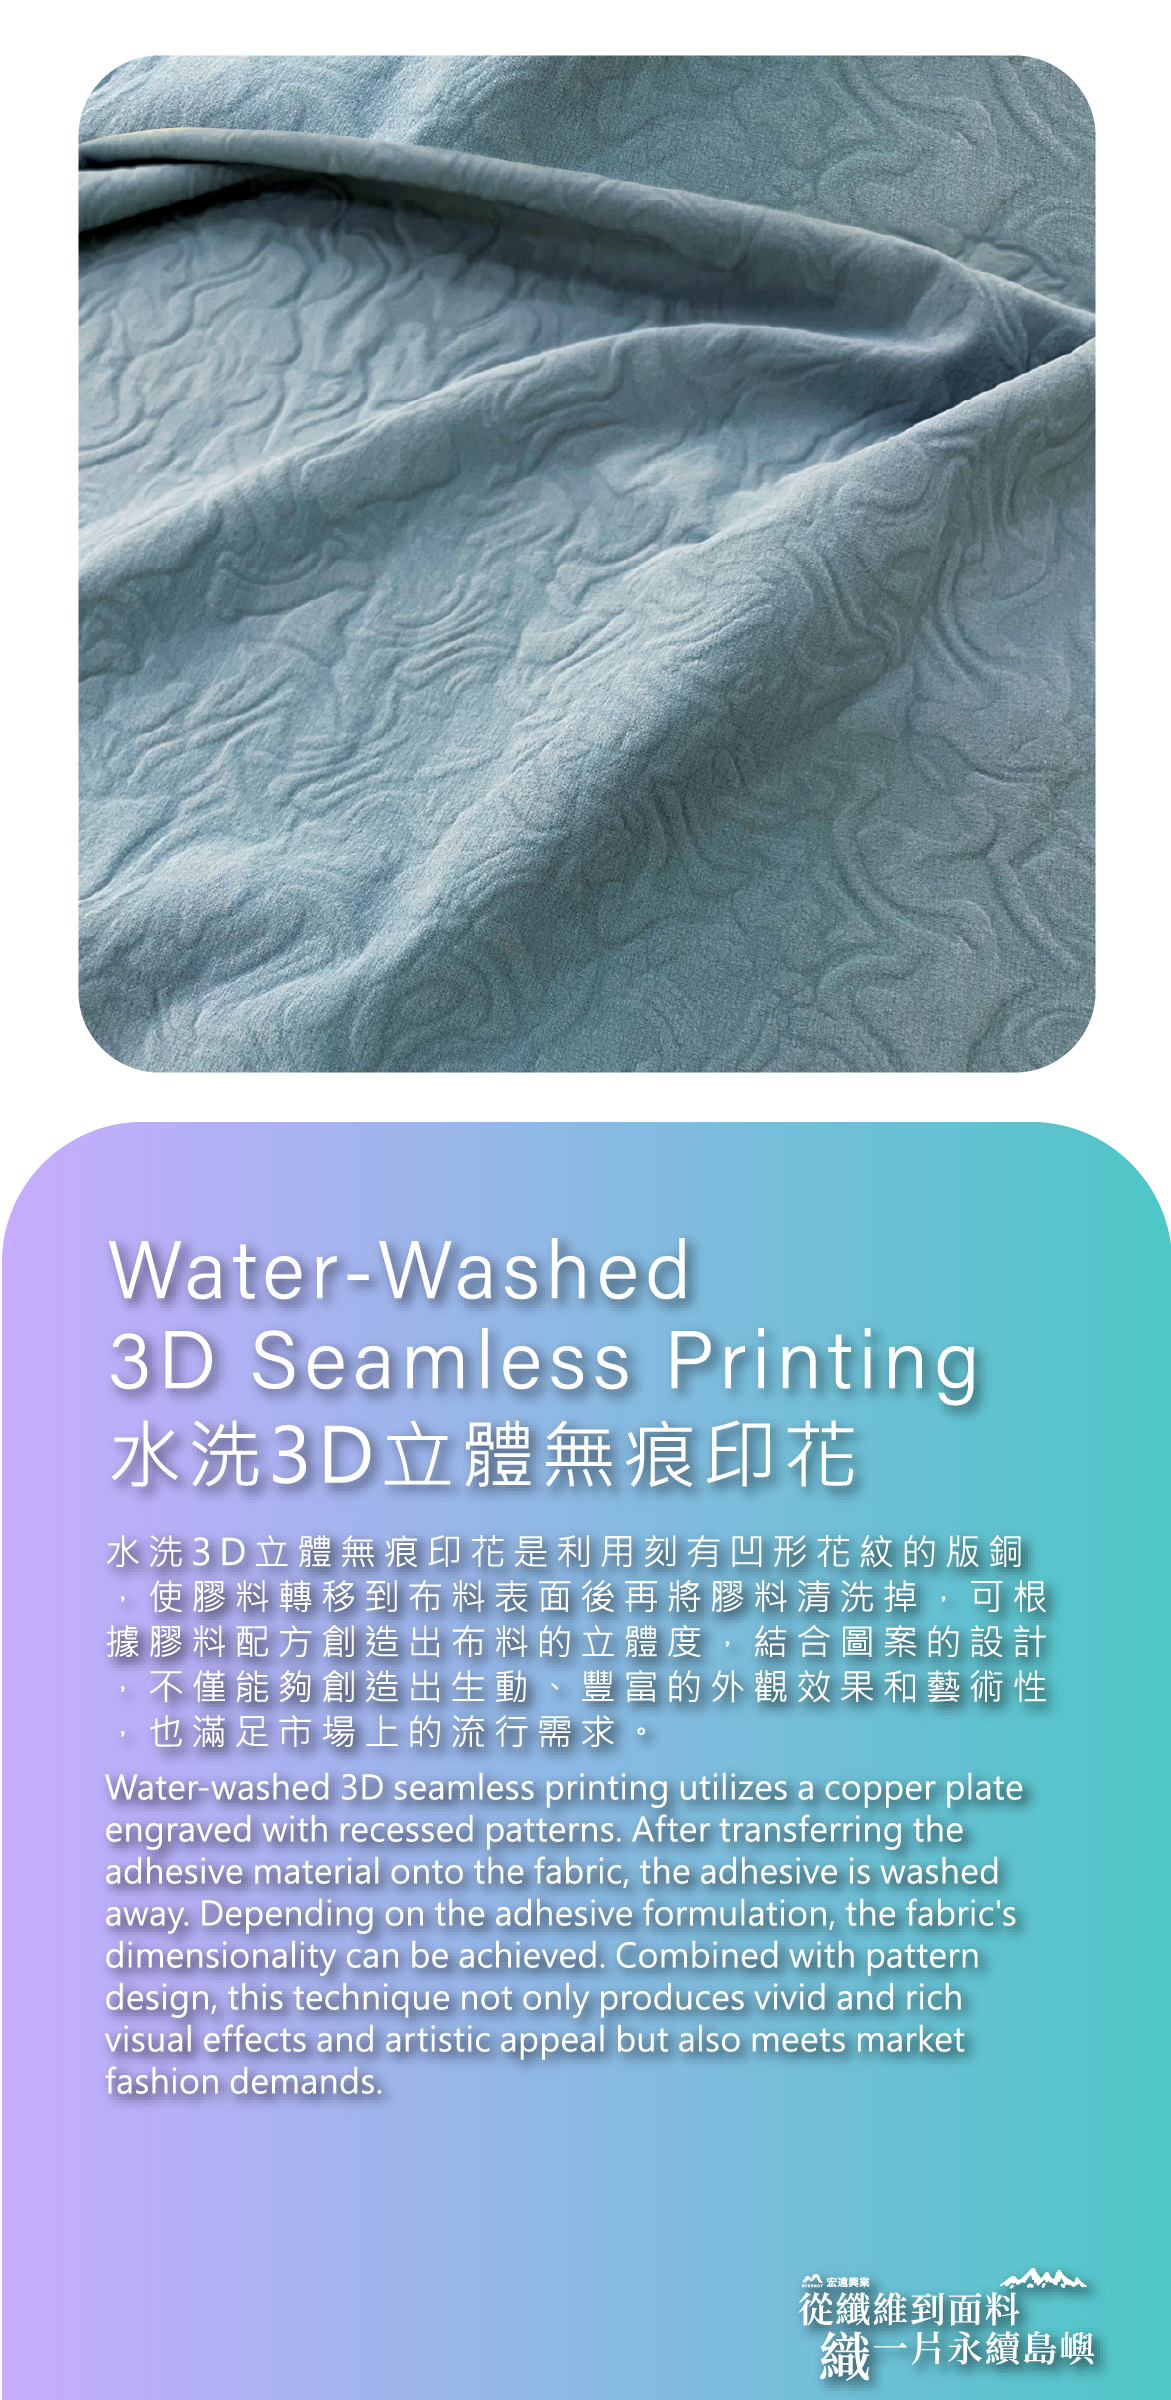 Water-Washed
3D Seamless Printing
水洗3D立體無痕印花
水洗3D立體無痕印花是利用刻有凹形花紋的版銅
，使膠料轉移到布料表面後再將膠料清洗掉，可根
據膠料配方創造出布料的立體度，結合圖案的設計
，不僅能夠創造出生動、豐富的外觀效果和藝術性
，也滿足市場上的流行需求。
Water-washed 3D seamless printing utilizes a copper plate
engraved with recessed patterns. After transferring the
adhesive material onto the fabric, the adhesive is washed
away. Depending on the adhesive formulation, the fabric's
dimensionality can be achieved. Combined with pattern
design, this technique not only produces vivid and rich
visual effects and artistic appeal but also meets market
fashion demands.
EVEREST 宏遠興業
從纖維到面料
織一片永續島嶼